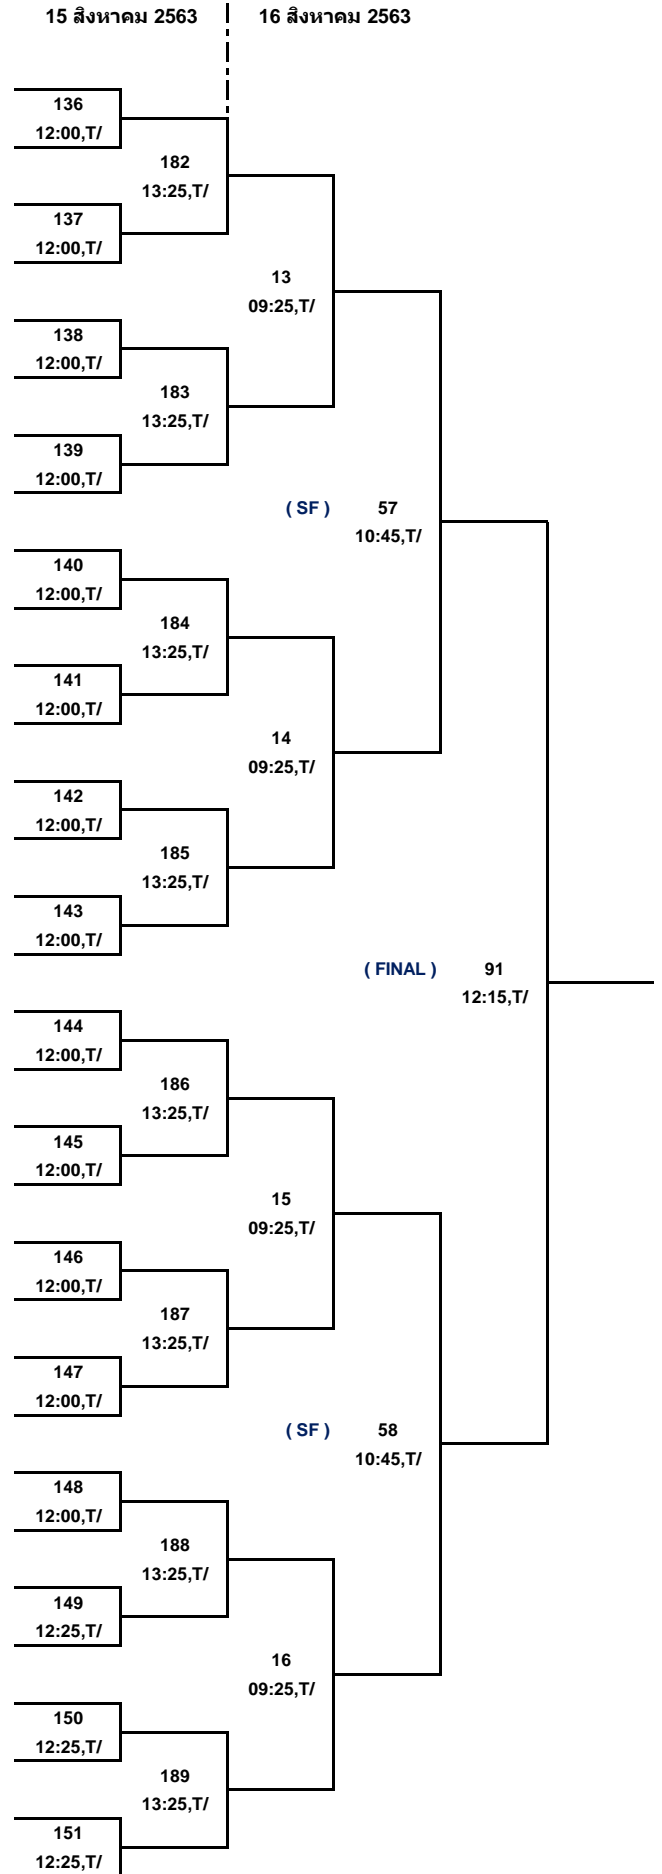 15 สิงหาคม 2563 16 สิงหาคม 2563
136
12:00,T/
182
13:25,T/
137
12:00,T/
13
09:25,T/
138
12:00,T/
183
13:25,T/
139
12:00,T/
( SF ) 57
10:45,T/
140
12:00,T/
184
13:25,T/
141
12:00,T/
14
09:25,T/
142
12:00,T/
185
13:25,T/
143
12:00,T/
( FINAL ) 91
12:15,T/
144
12:00,T/
186
13:25,T/
145
12:00,T/
15
09:25,T/
146
12:00,T/
187
13:25,T/
147
12:00,T/
( SF ) 58
10:45,T/
148
12:00,T/
188
13:25,T/
149
12:25,T/
16
09:25,T/
150
12:25,T/
189
13:25,T/
151
12:25,T/